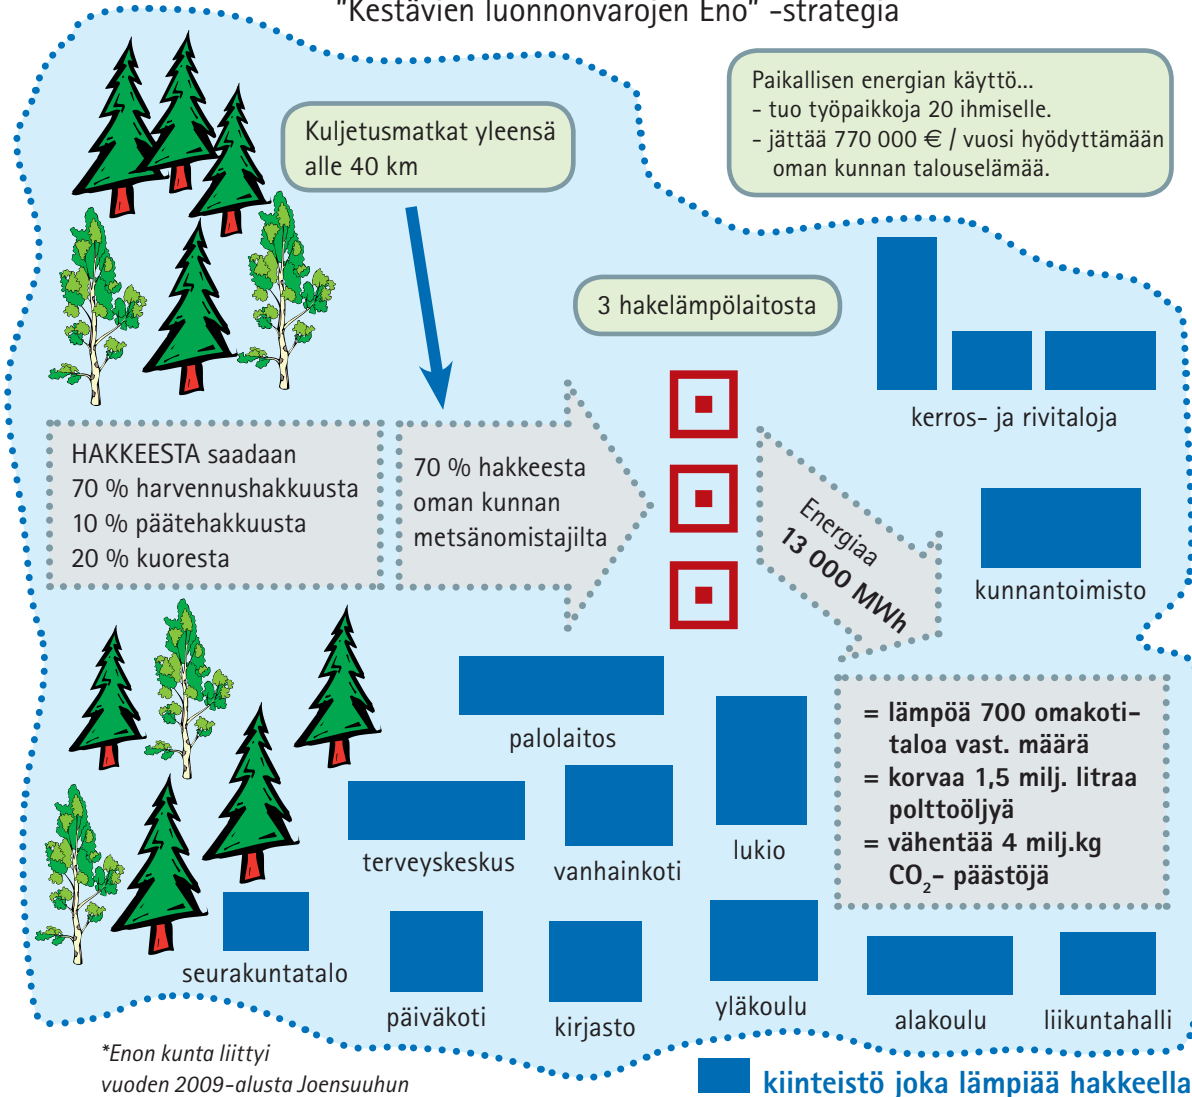 "Kestävien luonnonvarojen Eno" -strategia
Kuljetusmatkat yleensä
alle 40 km
Paikallisen energian käyttö...
- tuo työpaikkoja 20 ihmiselle.
- jättää 770 000 € / vuosi hyödyttämään
oman kunnan talouselämää.
3 hakelämpölaitosta
kerros- ja rivitaloja
HAKKEESTA saadaan
70 % harvennushakkuusta
10 % päätehakkuusta
20 % kuoresta
70 % hakkeesta
oman kunnan
metsänomistajilta
Energiaa
13 000 MWh
kunnantoimisto
= lämpöä 700 omakoti-
taloa vast. määrä
= korvaa 1,5 milj. litraa
polttoöljyä
= vähentää 4 milj.kg
CO₂- päästöjä
palolaitos
terveyskeskus
vanhainkoti
lukio
seurakuntatalo
päiväkoti
kirjasto
yläkoulu
alakoulu
liikuntahalli
*Enon kunta liittyi
vuoden 2009-alusta Joensuuhun
kiinteistö joka lämpiää hakkeella